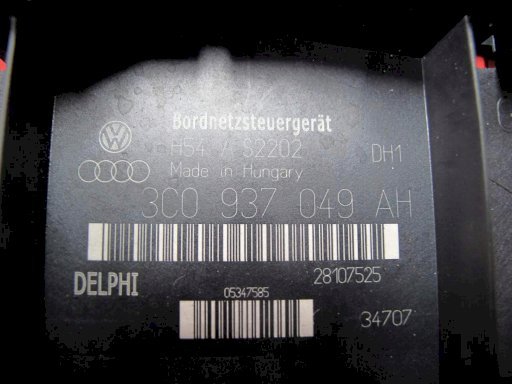 Bordnetzsteuergerät
H54 / S2202 DH1
Made in Hungary
3C0 937 049 AH
DELPHI 28107525
05347585
34707